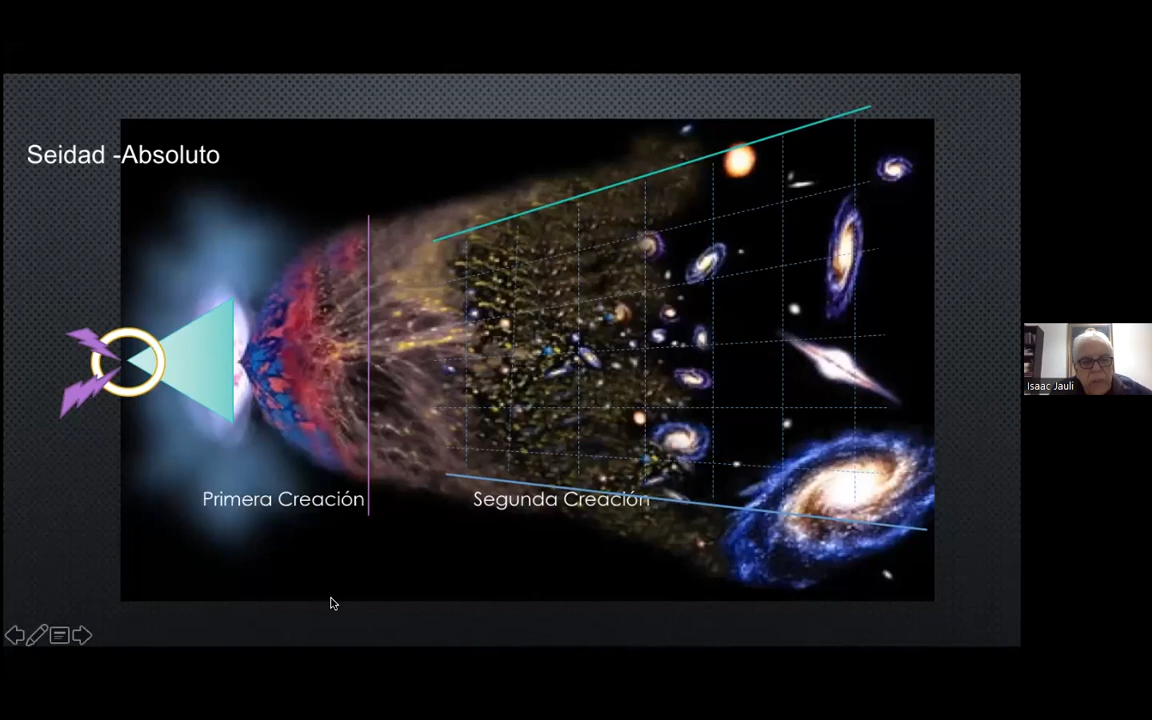 Seidad -Absoluto
Primera Creación
Segunda Creación
Isaac Jauli